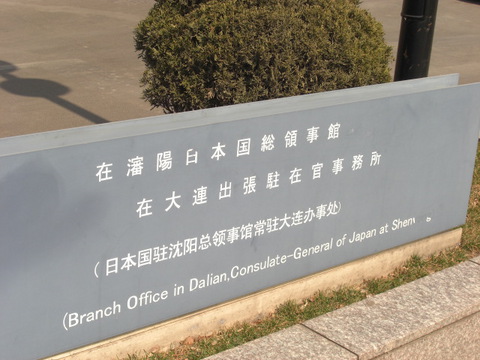 在瀋陽日本国総領事館
在大連出張駐在官事務所
(日本国驻沈阳总领事馆常驻大连办事处)
(Branch Office in Dalian,Consulate-General of Japan at